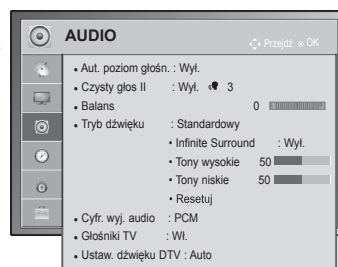 AUDIO
Przejdź OK
• Aut. poziom głośn. : Wył.
• Czysty głos II : Wył. 3
• Balans 0
• Tryb dźwięku : Standardowy
• Infinite Surround : Wył.
• Tony wysokie 50
• Tony niskie 50
• Resetuj
• Cyfr. wyj. audio : PCM
• Głośniki TV : Wł.
• Ustaw. dźwięku DTV : Auto